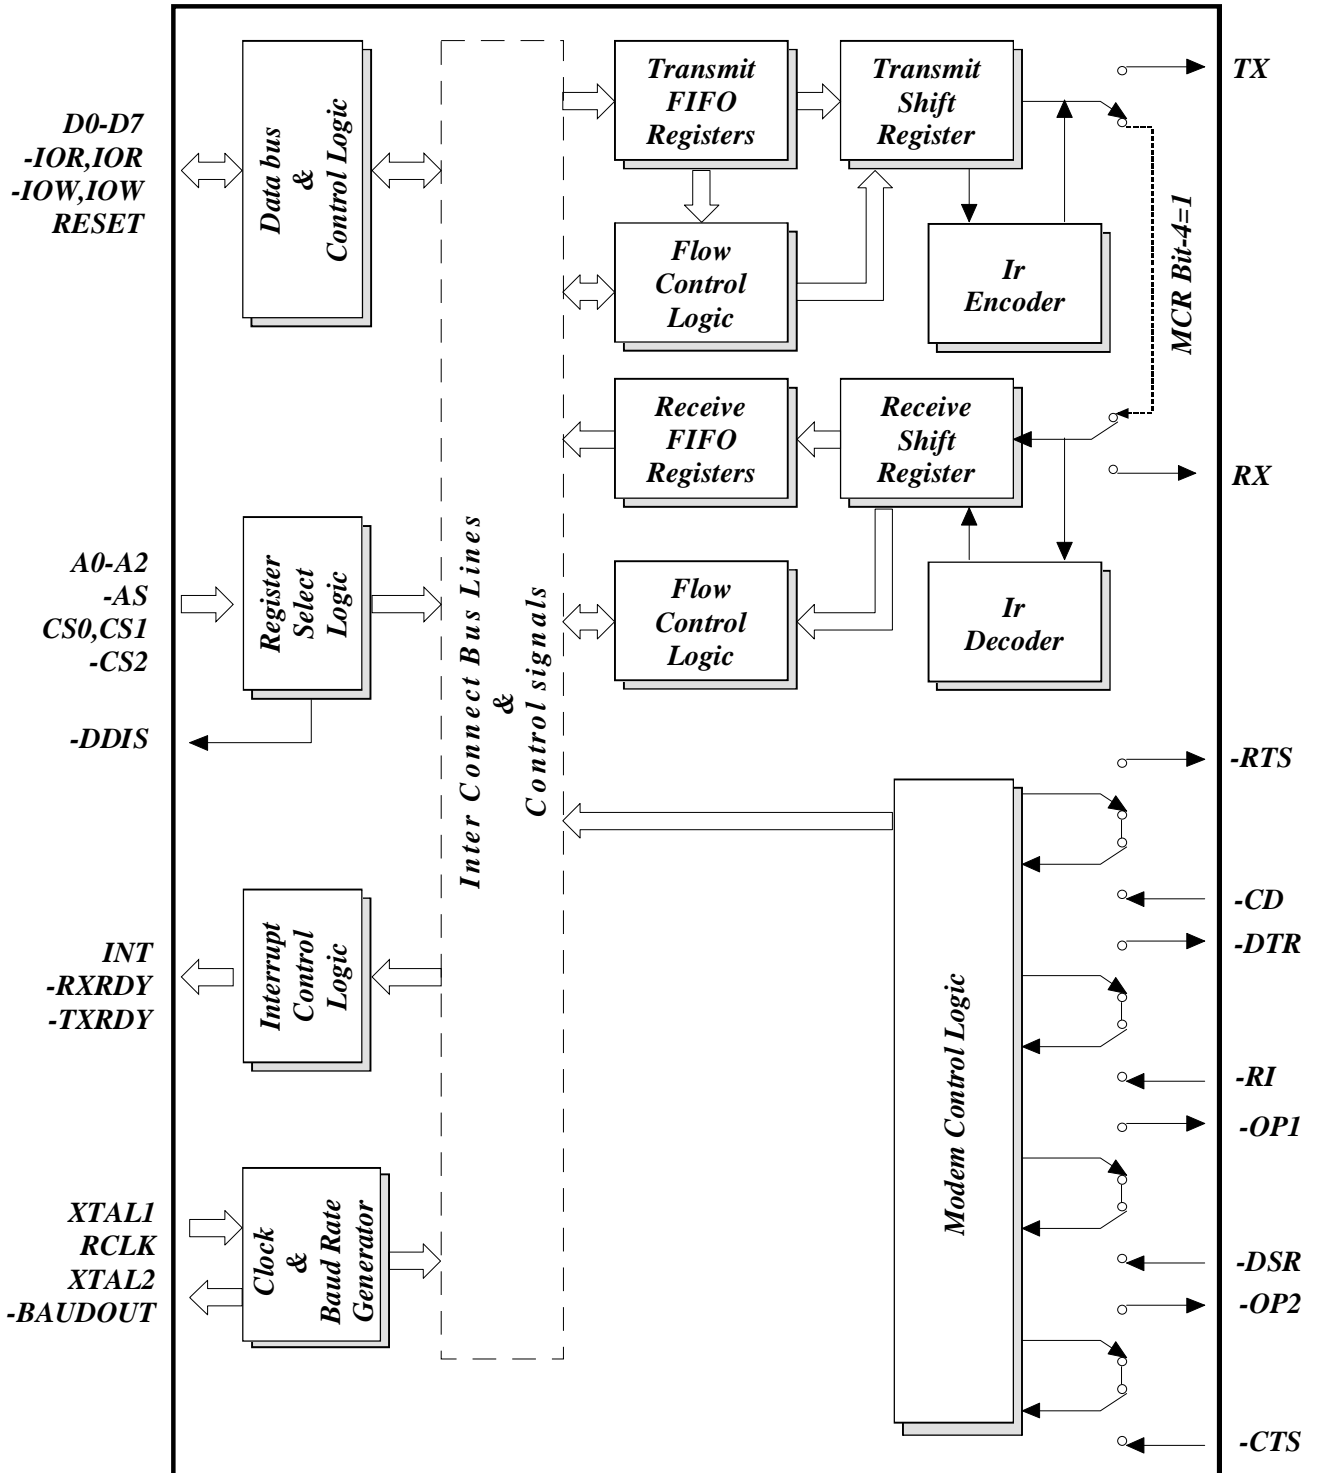 D0-D7
-IOR,IOR
-IOW,IOW
RESET
Data bus
&
Control Logic
A0-A2
-AS
CS0,CS1
-CS2
Register
Select
Logic
-DDIS
INT
-RXRDY
-TXRDY
Interrupt
Control
Logic
XTAL1
RCLK
XTAL2
-BAUDOUT
Clock
&
Baud Rate
Generator
Inter Connect Bus Lines
&
Control signals
Transmit
FIFO
Registers
Transmit
Shift
Register
Flow
Control
Logic
Ir
Encoder
Receive
FIFO
Registers
Receive
Shift
Register
Flow
Control
Logic
Ir
Decoder
MCR Bit-4=1
Modem Control Logic
TX
RX
-RTS
-CD
-DTR
-RI
-OP1
-DSR
-OP2
-CTS